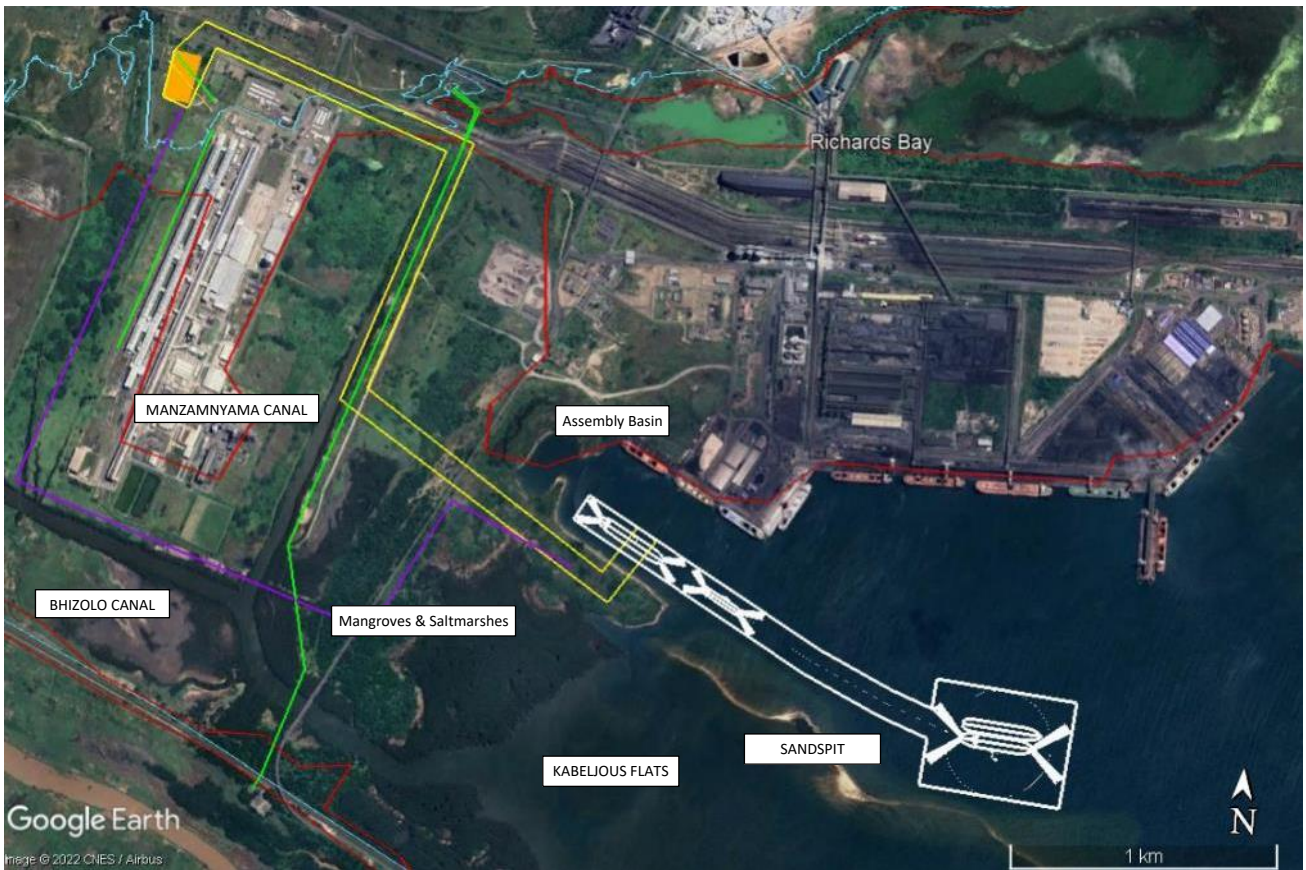 Richards Bay
MANZAMNYAMA CANAL
Assembly Basin
BHIZOLO CANAL
Mangroves & Saltmarshes
SANDSPIT
KABELJOUS FLATS
Google Earth
N
mage © 2022 CNES / Airbus
1 km